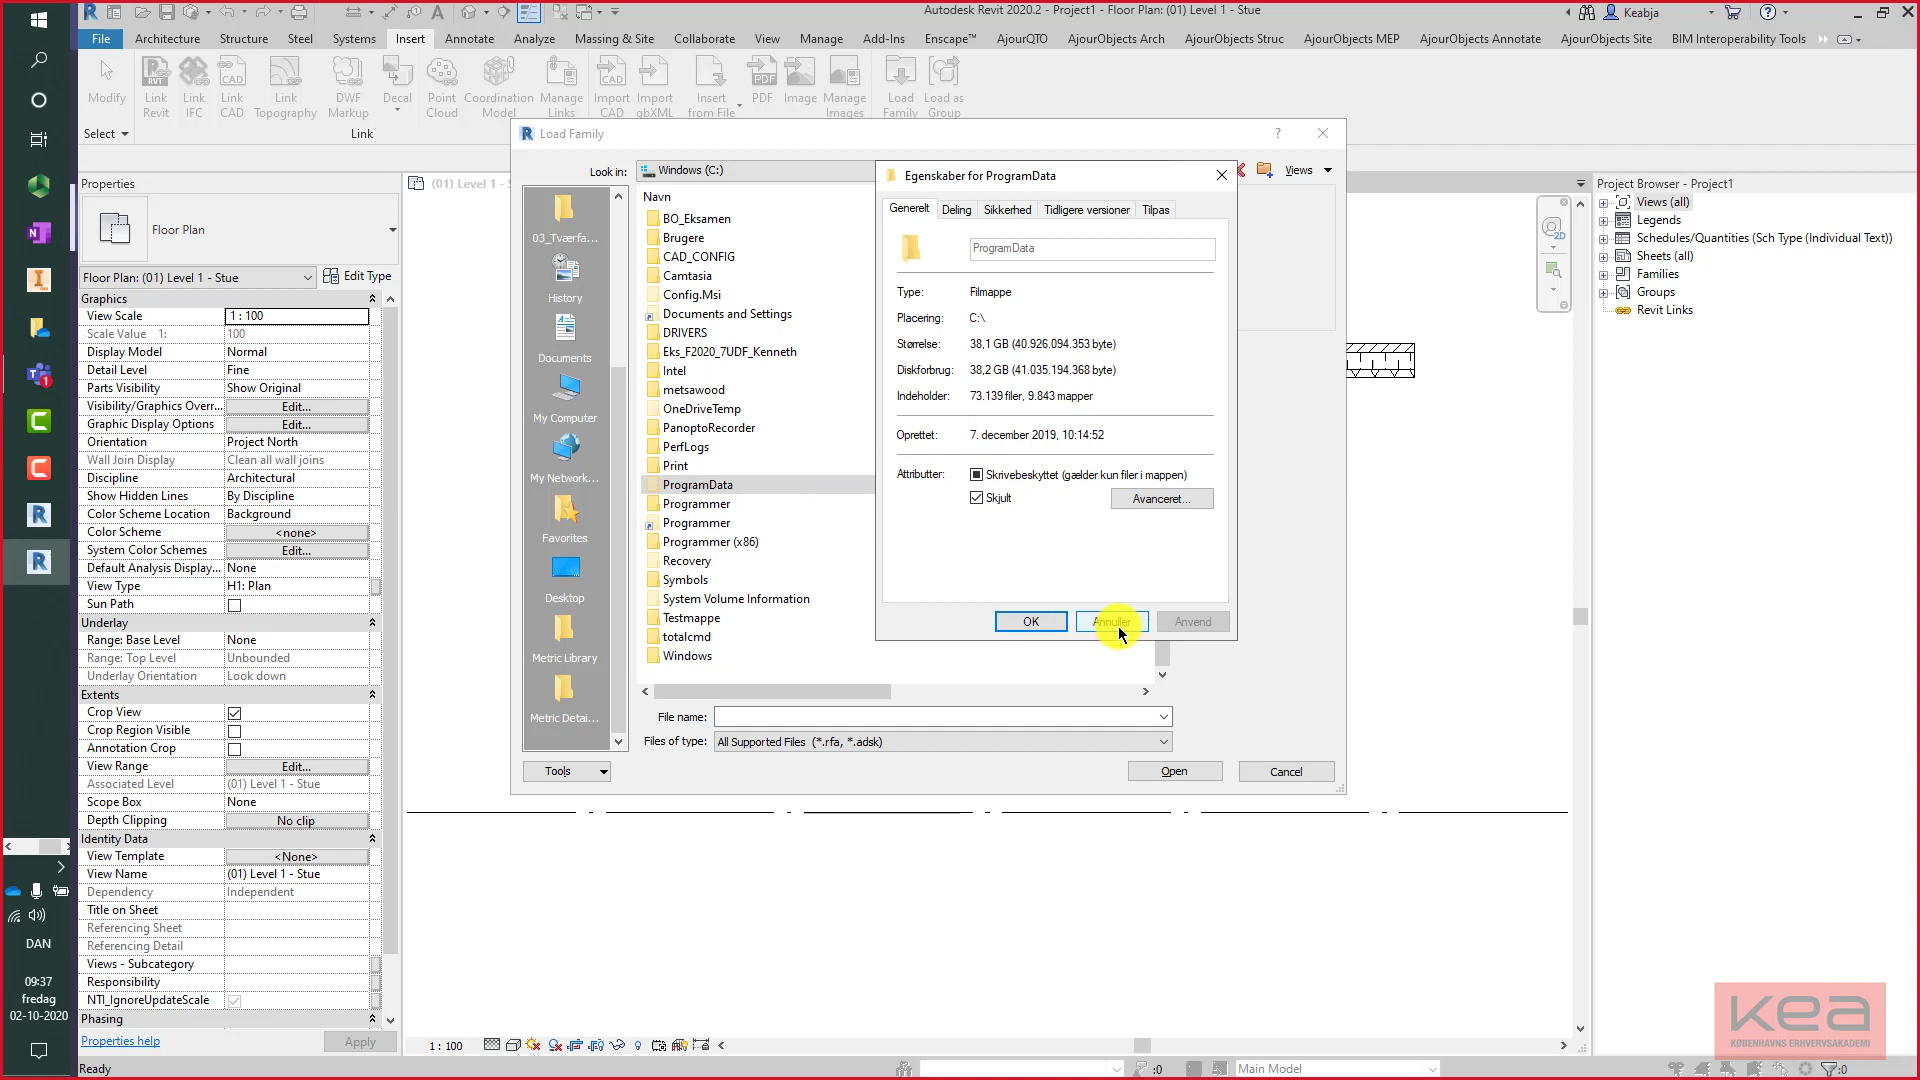 Autodesk Revit 2020.2 - Project1 - Floor Plan: (01) Level 1 - Stue
Keabja
File Architecture Structure Steel Systems Insert Annotate Analyze Massing & Site Collaborate View Manage Add-Ins Enscape™ AjourQTO AjourObjects Arch AjourObjects Struc AjourObjects MEP AjourObjects Annotate AjourObjects Site BIM Interoperability Tools
Modify
Link Revit
Link IFC
Link CAD
Link Topography
DWF Markup
Decal
Point Cloud
Coordination Model
Manage Links
Import CAD
Import gbXML
Insert from File
PDF
Image
Manage Images
Load Family
Load as Group
Select
Link
Properties
Floor Plan
Floor Plan: (01) Level 1 - Stue
Edit Type
Graphics
View Scale 1 : 100
Scale Value 1: 100
Display Model Normal
Detail Level Fine
Parts Visibility Show Original
Visibility/Graphics Overr... Edit...
Graphic Display Options Edit...
Orientation Project North
Wall Join Display Clean all wall joins
Discipline Architectural
Show Hidden Lines By Discipline
Color Scheme Location Background
Color Scheme <none>
System Color Schemes Edit...
Default Analysis Display... None
View Type H1: Plan
Sun Path
Underlay
Range: Base Level None
Range: Top Level Unbounded
Underlay Orientation Look down
Extents
Crop View
Crop Region Visible
Annotation Crop
View Range Edit...
Associated Level (01) Level 1 - Stue
Scope Box None
Depth Clipping No clip
Identity Data
View Template <None>
View Name (01) Level 1 - Stue
Dependency Independent
Title on Sheet
Referencing Sheet
Referencing Detail
Views - Subcategory
Responsibility
NTI_IgnoreUpdateScale
Phasing
Properties help
Apply
(01) Level 1 - S
Load Family
Look in: Windows (C:)
Views
03_Tværfa...
History
Documents
My Computer
My Network...
Favorites
Desktop
Metric Library
Metric Detai...
Navn
BO_Eksamen
Brugere
CAD_CONFIG
Camtasia
Config.Msi
Documents and Settings
DRIVERS
Eks_F2020_7UDF_Kenneth
Intel
metsawood
OneDriveTemp
PanoptoRecorder
PerfLogs
Print
ProgramData
Programmer
Programmer
Programmer (x86)
Recovery
Symbols
System Volume Information
Testmappe
totalcmd
Windows
File name:
Files of type: All Supported Files (*.rfa, *.adsk)
Tools
Open
Cancel
Egenskaber for ProgramData
Generelt Deling Sikkerhed Tidligere versioner Tilpas
ProgramData
Type: Filmappe
Placering: C:\
Størrelse: 38,1 GB (40.926.094.353 byte)
Diskforbrug: 38,2 GB (41.035.194.368 byte)
Indeholder: 73.139 filer, 9.843 mapper
Oprettet: 7. december 2019, 10:14:52
Attributter: Skrivebeskyttet (gælder kun filer i mappen)
Skjult
Avanceret...
OK
Annuller
Anvend
Project Browser - Project1
Views (all)
Legends
Schedules/Quantities (Sch Type (Individual Text))
Sheets (all)
Families
Groups
Revit Links
2D
DAN
09:37
fredag
02-10-2020
1 : 100
Ready
:0
Main Model
:0
kea
KØBENHAVNS ERHVERVSAKADEMI